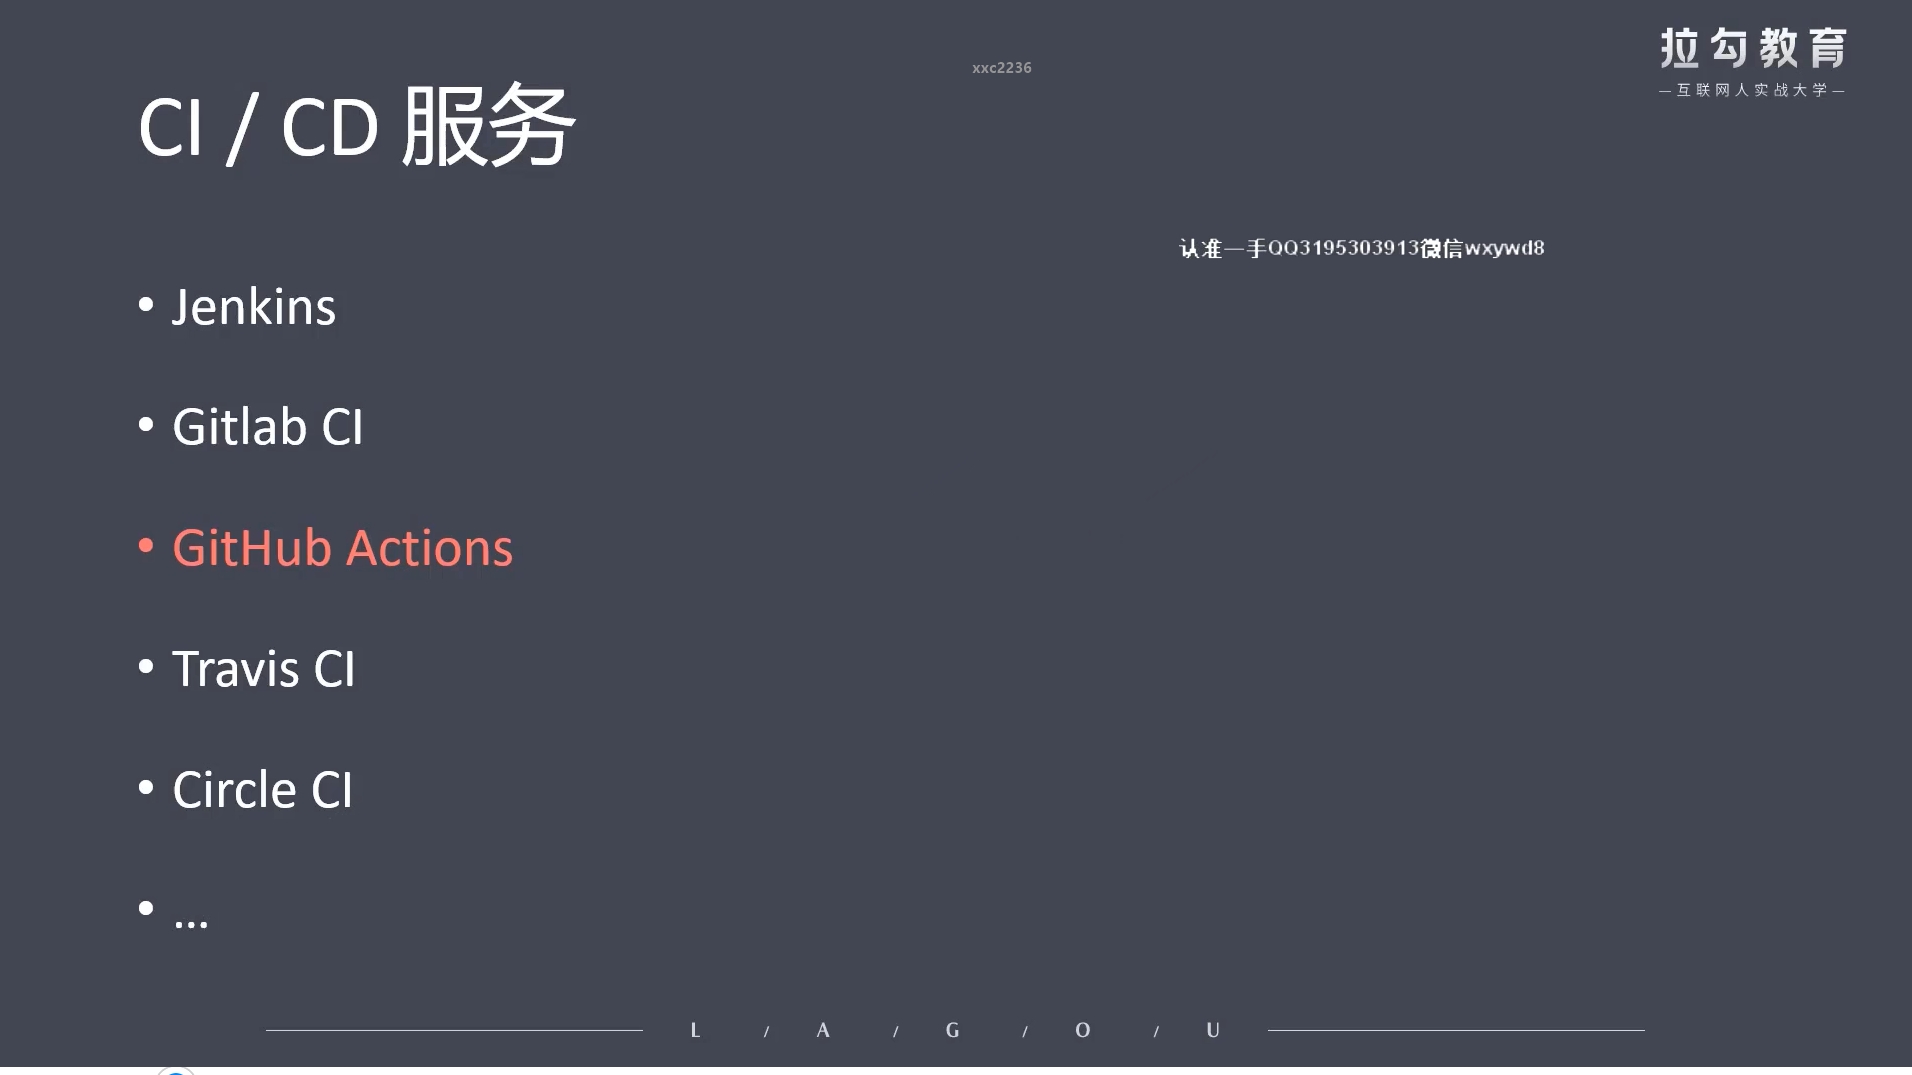 拉勾教育
—互联网人实战大学—
xxc2236
CI / CD 服务
认准一手QQ3195303913微信wxywd8
• Jenkins
• Gitlab CI
• GitHub Actions
• Travis CI
• Circle CI
• ...
L / A / G / O / U